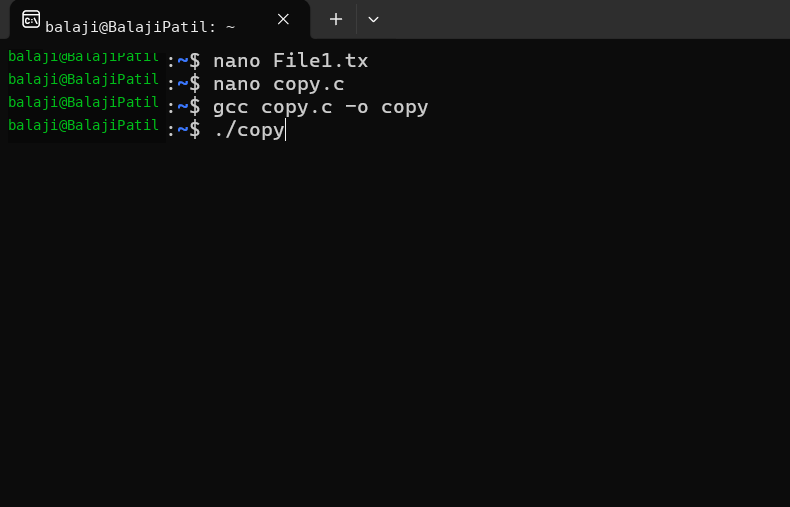 balaji@BalajiPatil: ~
balaji@BalajiPatil:~$ nano File1.tx
balaji@BalajiPatil:~$ nano copy.c
balaji@BalajiPatil:~$ gcc copy.c -o copy
balaji@BalajiPatil:~$ ./copy